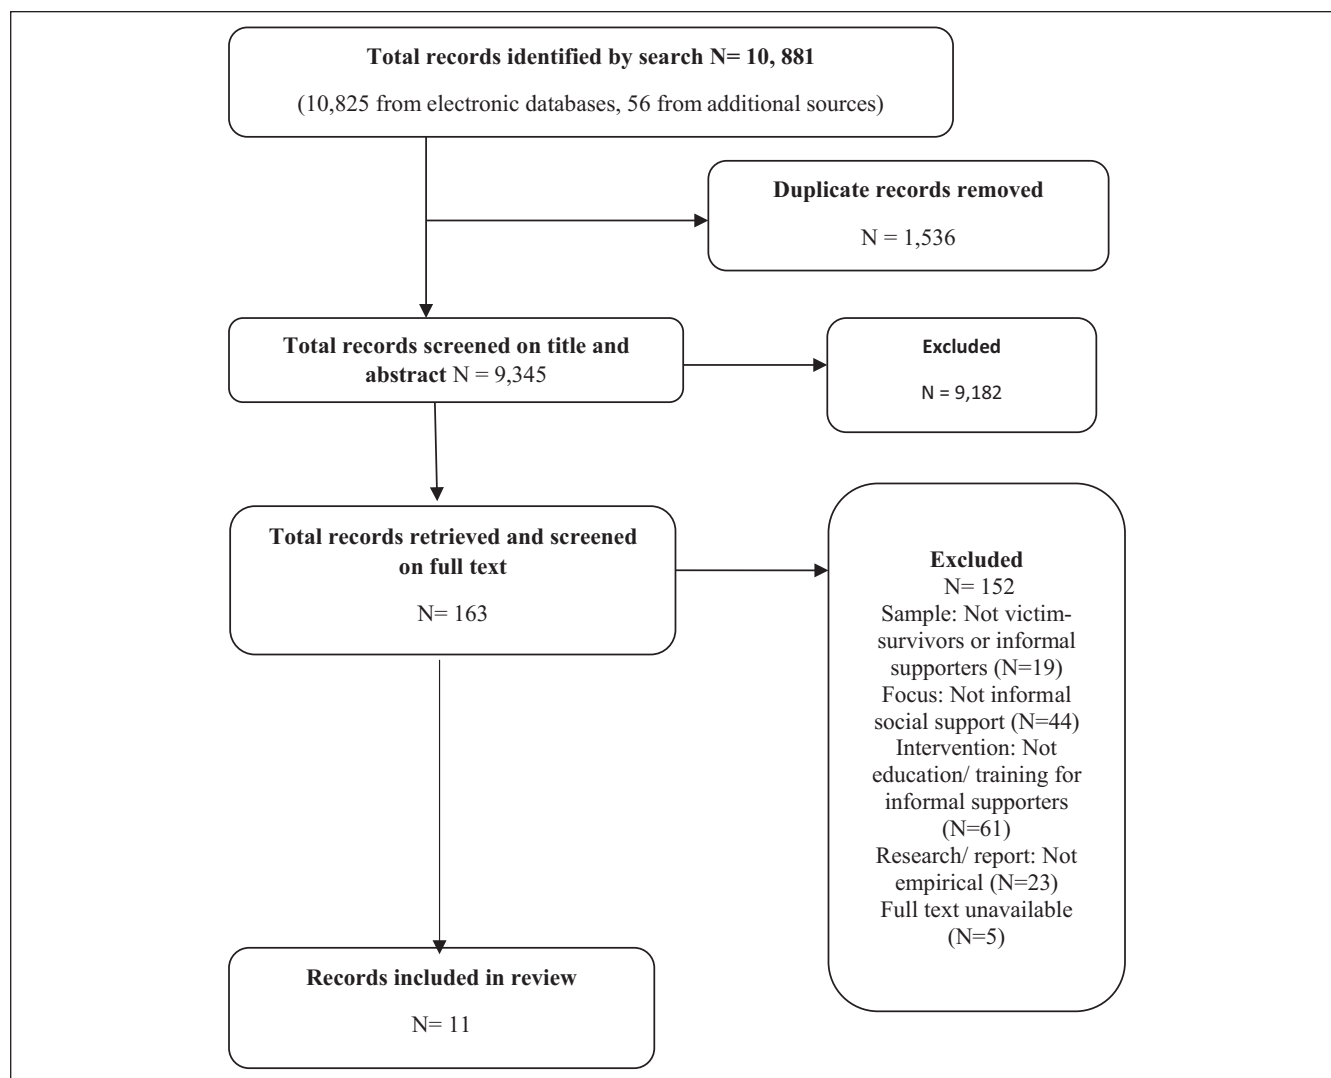 Total records identified by search N= 10, 881
(10,825 from electronic databases, 56 from additional sources)
Duplicate records removed
N = 1,536
Total records screened on title and
abstract N = 9,345
Excluded
N = 9,182
Total records retrieved and screened
on full text
N= 163
Excluded
N= 152
Sample: Not victim-
survivors or informal
supporters (N=19)
Focus: Not informal
social support (N=44)
Intervention: Not
education/ training for
informal supporters
(N=61)
Research/ report: Not
empirical (N=23)
Full text unavailable
(N=5)
Records included in review
N= 11